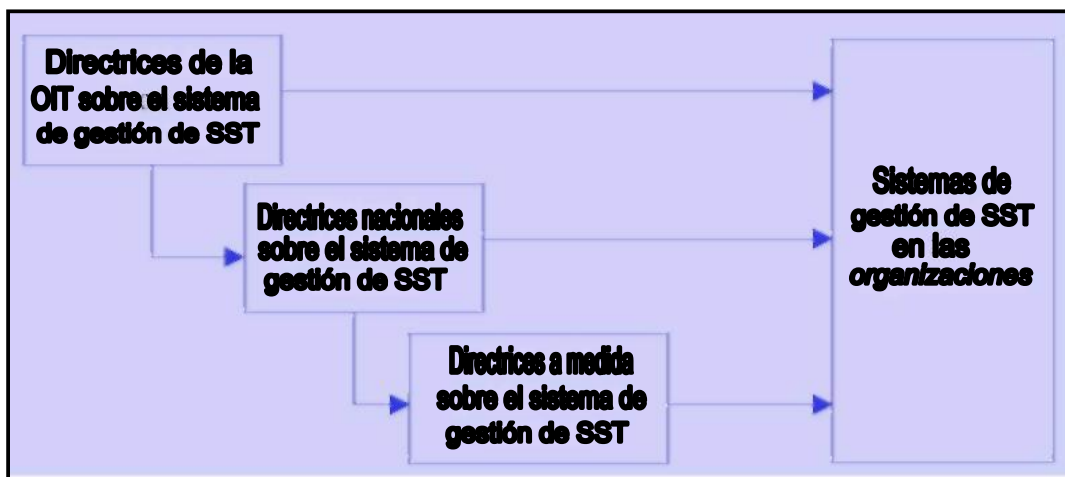 Directrices de la
OIT sobre el sistema
de gestión de SST
Directrices nacionales
sobre el sistema de
gestión de SST
Directrices a medida
sobre el sistema de
gestión de SST
Sistemas de
gestión de SST
en las
organizaciones